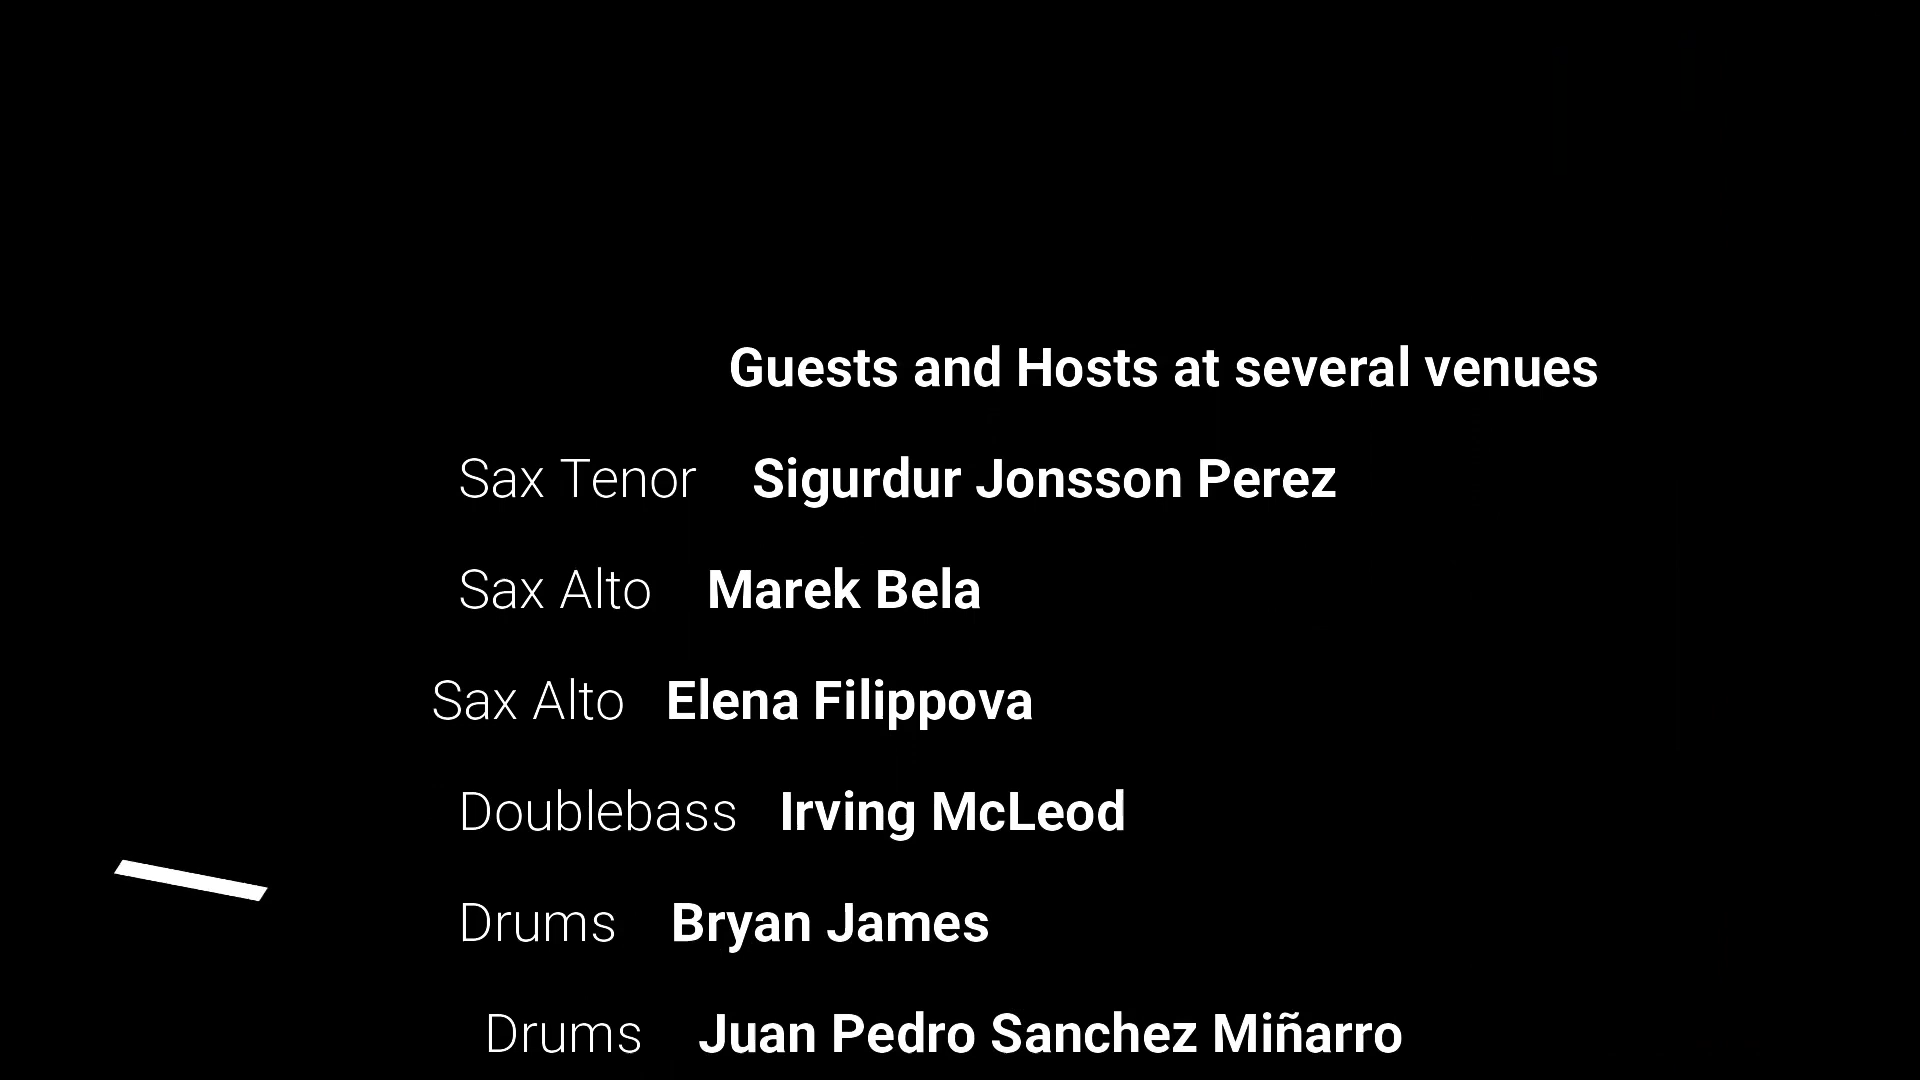 Guests and Hosts at several venues
Sax Tenor Sigurdur Jonsson Perez
Sax Alto Marek Bela
Sax Alto Elena Filippova
Doublebass Irving McLeod
Drums Bryan James
Drums Juan Pedro Sanchez Miñarro